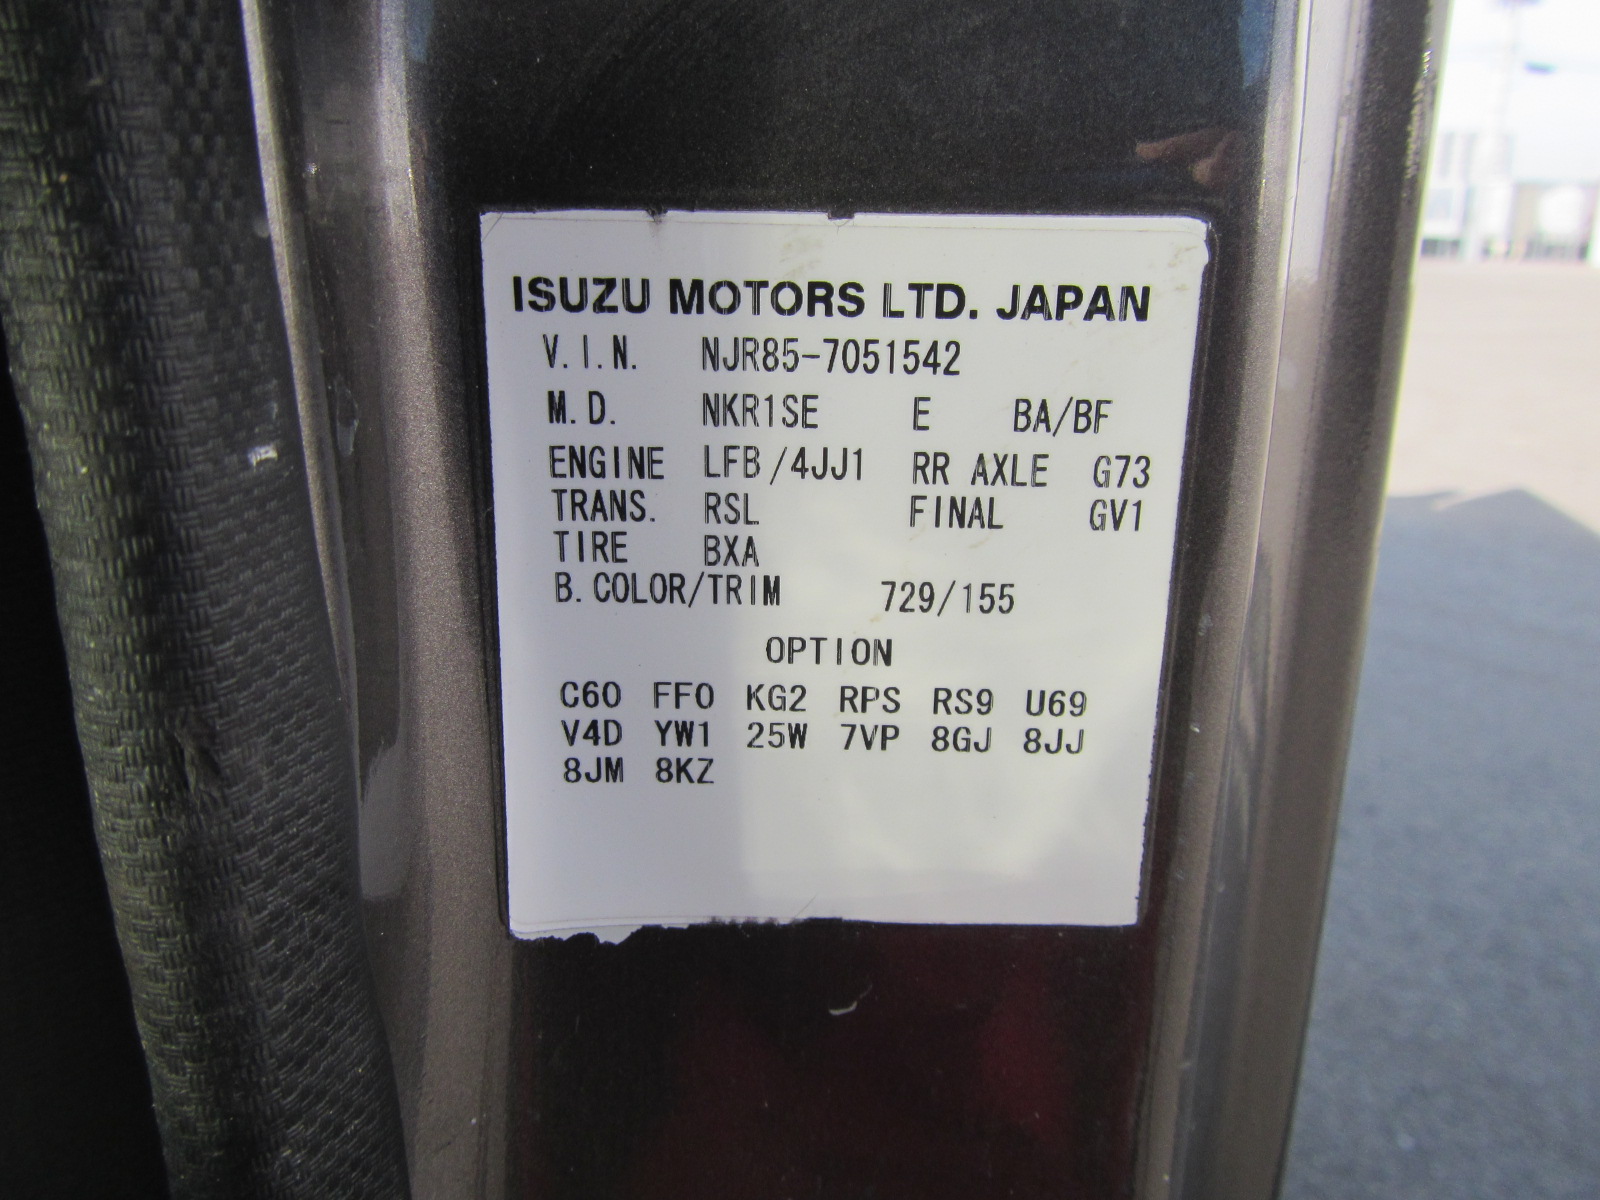 ISUZU MOTORS LTD. JAPAN
V.I.N. NJR85-7051542
M.D. NKR1SE E BA/BF
ENGINE LFB/4JJ1 RR AXLE G73
TRANS. RSL FINAL GV1
TIRE BXA
B.COLOR/TRIM 729/155
OPTION
C60 FF0 KG2 RPS RS9 U69
V4D YW1 25W 7VP 8GJ 8JJ
8JM 8KZ